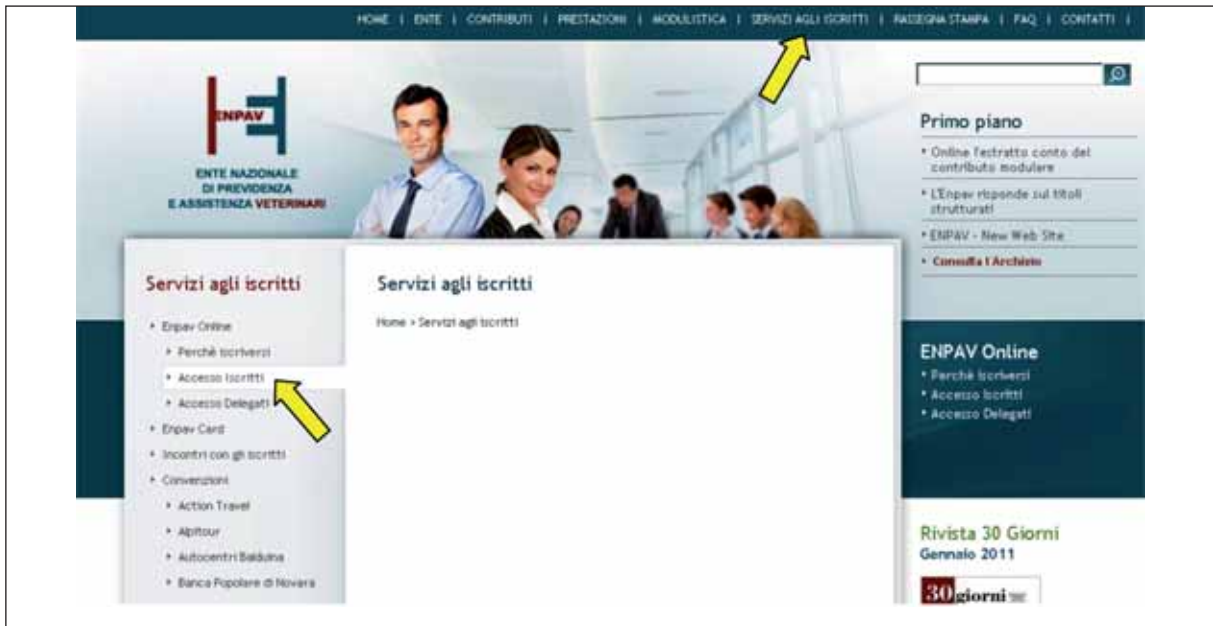 HOME | ENTE | CONTRIBUTI | PRESTAZIONI | MODULISTICA | SERVIZI AGLI ISCRITTI | RASSEGNA STAMPA | FAQ | CONTATTI |
ENPAV
ENTE NAZIONALE
DI PREVIDENZA
E ASSISTENZA VETERINARI
Servizi agli iscritti
Enpav Online
Perchè iscriversi
Accesso Iscritti
Accesso Delegati
Enpav Card
Incontri con gli iscritti
Convenzioni
Action Travel
Alpitour
Autocentri Balduina
Banca Popolare di Novara
Servizi agli iscritti
Home > Servizi agli iscritti
Primo piano
Online l'estratto conto del
contributo modulare
L'Enpav risponde sui titoli
strutturati
ENPAV - New Web Site
Consulta l'Archivio
ENPAV Online
Perchè iscriversi
Accesso Iscritti
Accesso Delegati
Rivista 30 Giorni
Gennaio 2011
30giorni